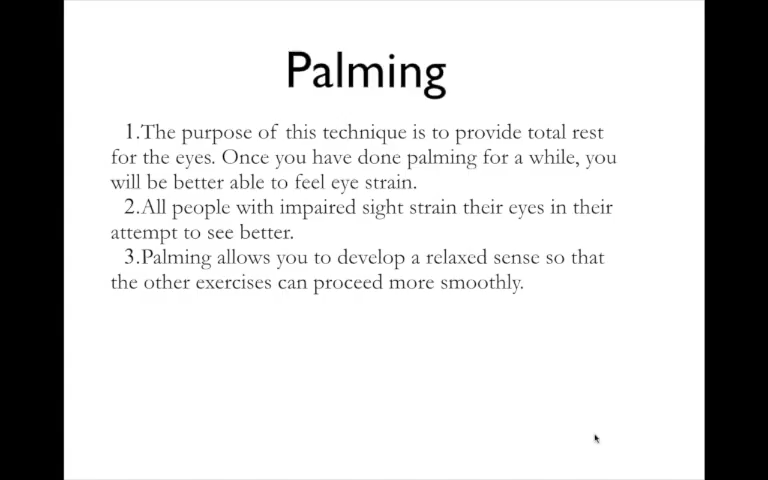 Palming
1.The purpose of this technique is to provide total rest
for the eyes. Once you have done palming for a while, you
will be better able to feel eye strain.
2.All people with impaired sight strain their eyes in their
attempt to see better.
3.Palming allows you to develop a relaxed sense so that
the other exercises can proceed more smoothly.